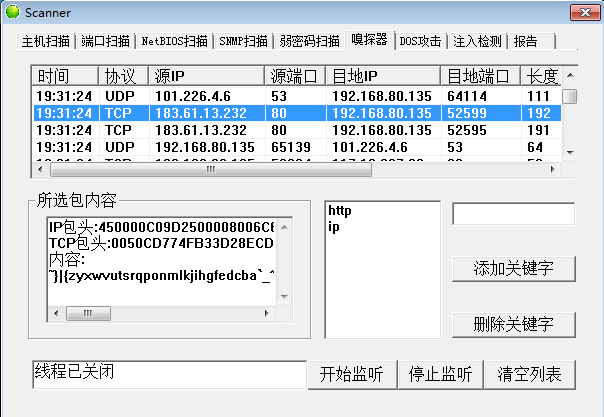 Scanner
主机扫描 端口扫描 NetBIOS扫描 SNMP扫描 弱密码扫描 嗅探器 DOS攻击 注入检测 报告
时间 协议 源IP 源端口 目地IP 目地端口 长度
19:31:24 UDP 101.226.4.6 53 192.168.80.135 64114 111
19:31:24 TCP 183.61.13.232 80 192.168.80.135 52599 192
19:31:24 TCP 183.61.13.232 80 192.168.80.135 52595 191
19:31:24 UDP 192.168.80.135 65139 101.226.4.6 53 64
所选包内容
IP包头:450000C09D2500008006C6
TCP包头:0050CD774FB33D28ECD
内容:
~}|{zyxwvutsrqponmlkjihgfedcba`_^
http
ip
添加关键字
删除关键字
线程已关闭
开始监听 停止监听 清空列表